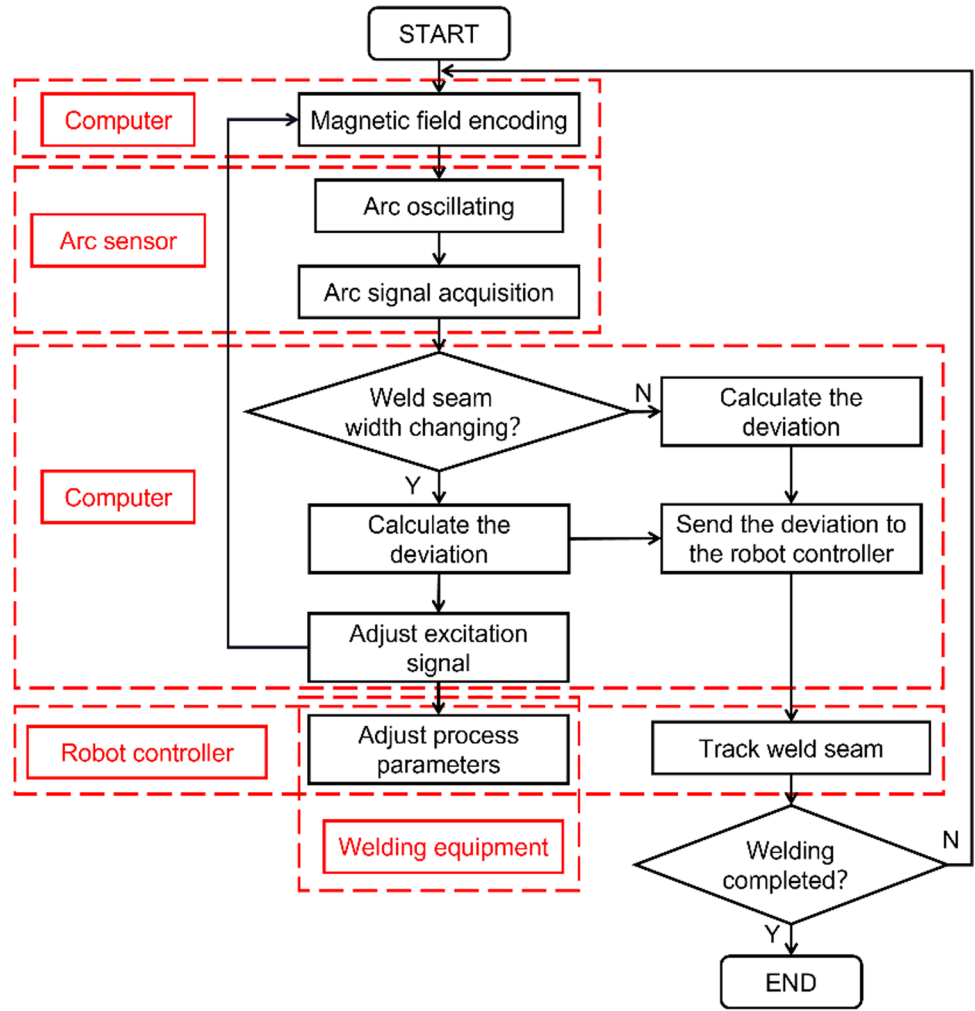 START
Computer
Magnetic field encoding
Arc oscillating
Arc sensor
Arc signal acquisition
Weld seam
width changing?
N
Calculate the
deviation
Y
Computer
Calculate the
deviation
Send the deviation to
the robot controller
Adjust excitation
signal
Robot controller
Adjust process
parameters
Track weld seam
Welding equipment
Welding
completed?
N
Y
END